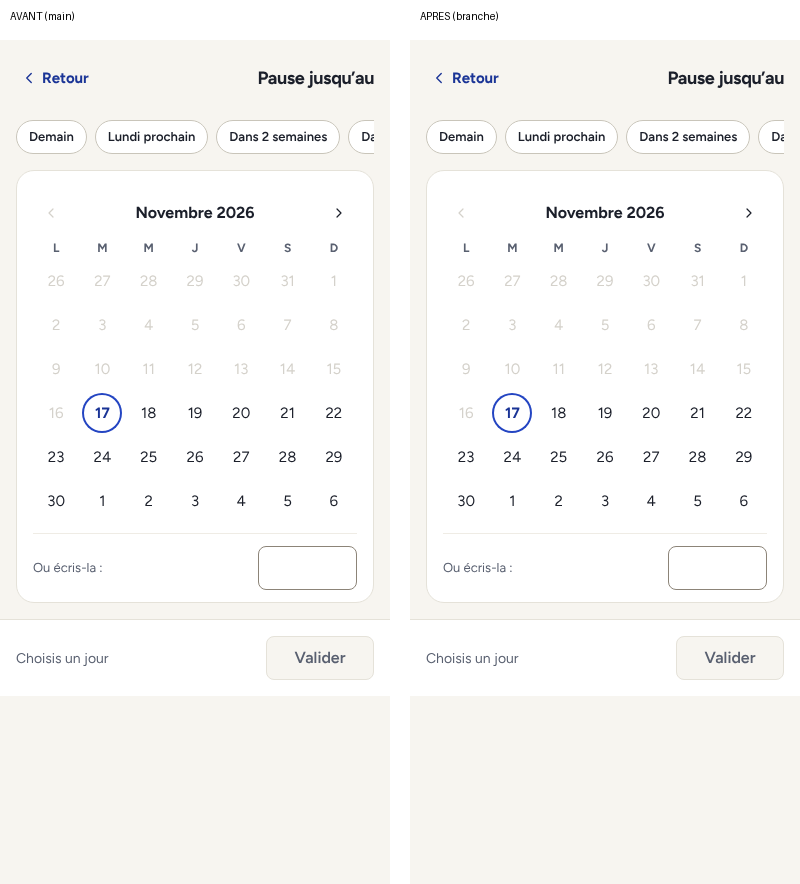 AVANT (main)
Retour
Pause jusqu’au
Demain
Lundi prochain
Dans 2 semaines
Da
Novembre 2026
L M M J V S D
26 27 28 29 30 31 1
2 3 4 5 6 7 8
9 10 11 12 13 14 15
16 17 18 19 20 21 22
23 24 25 26 27 28 29
30 1 2 3 4 5 6
Ou écris-la :
Choisis un jour
Valider
APRES (branche)
Retour
Pause jusqu’au
Demain
Lundi prochain
Dans 2 semaines
Da
Novembre 2026
L M M J V S D
26 27 28 29 30 31 1
2 3 4 5 6 7 8
9 10 11 12 13 14 15
16 17 18 19 20 21 22
23 24 25 26 27 28 29
30 1 2 3 4 5 6
Ou écris-la :
Choisis un jour
Valider